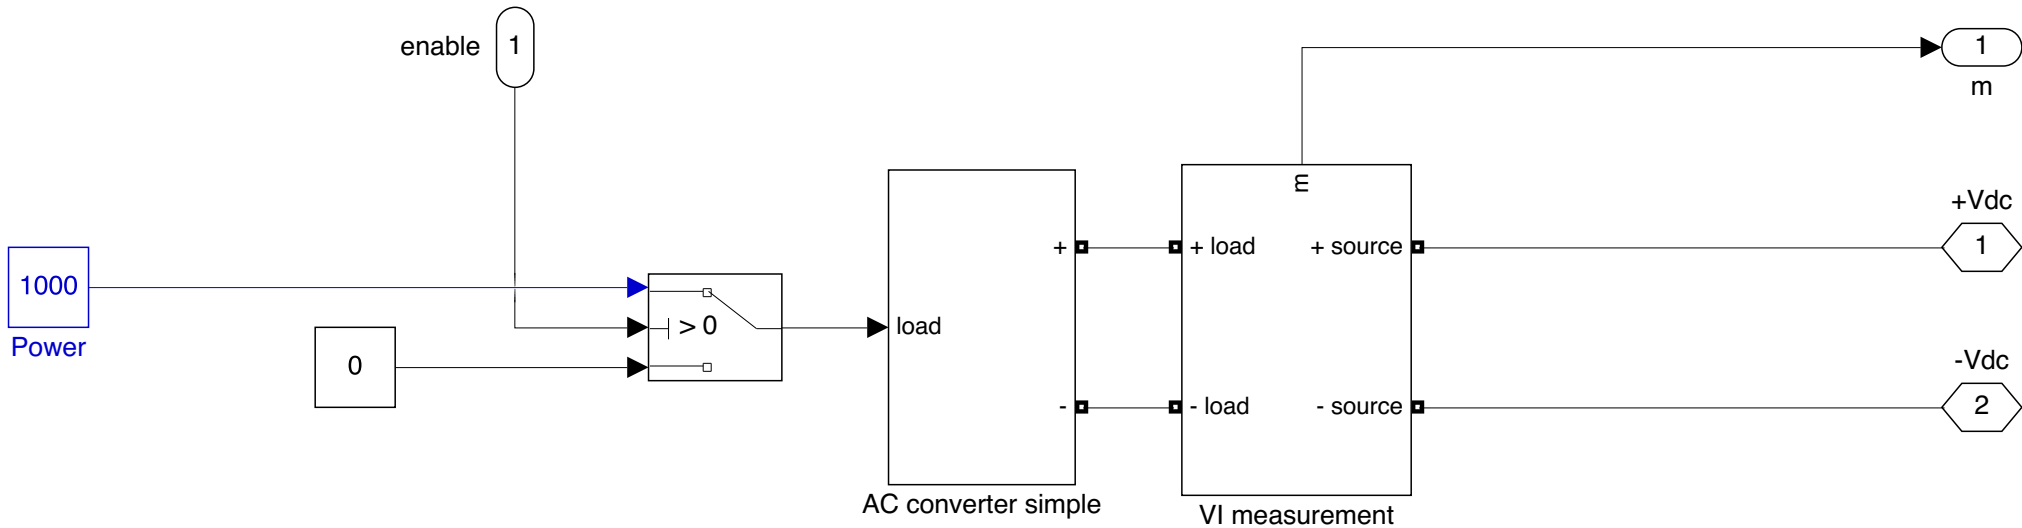 enable
1
1
m
m
+Vdc
1
+
+ load
+ source
1000
Power
> 0
load
0
-Vdc
2
-
- load
- source
AC converter simple
VI measurement